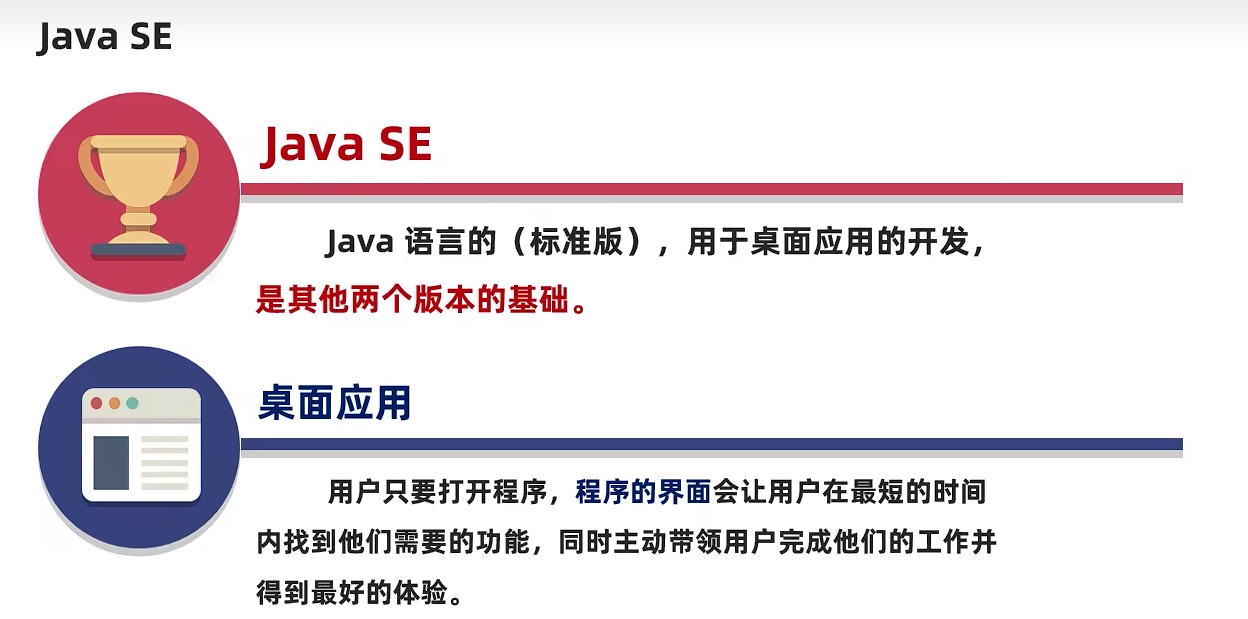 Java SE
Java SE
Java 语言的（标准版），用于桌面应用的开发，
是其他两个版本的基础。
桌面应用
用户只要打开程序，程序的界面会让用户在最短的时间
内找到他们需要的功能，同时主动带领用户完成他们的工作并
得到最好的体验。